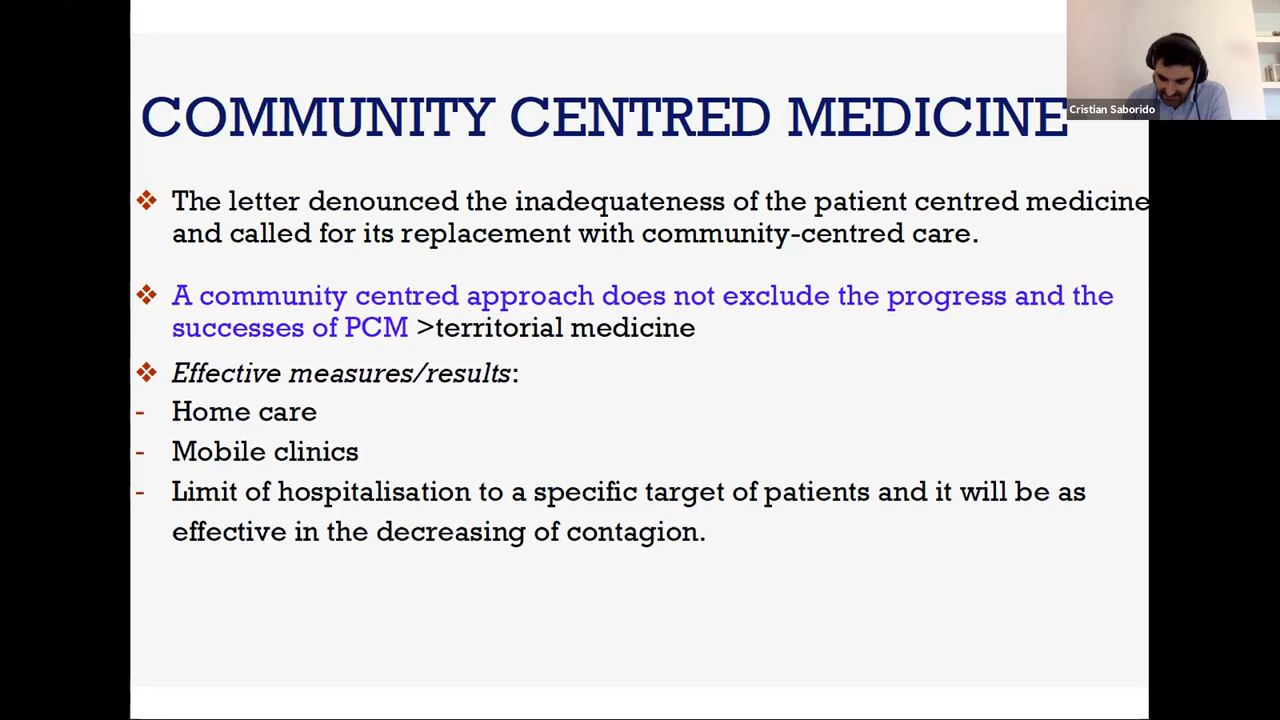 COMMUNITY CENTRED MEDICINE
Cristian Saborido
❖ The letter denounced the inadequateness of the patient centred medicine
and called for its replacement with community-centred care.
❖ A community centred approach does not exclude the progress and the
successes of PCM >territorial medicine
❖ Effective measures/results:
- Home care
- Mobile clinics
- Limit of hospitalisation to a specific target of patients and it will be as
effective in the decreasing of contagion.